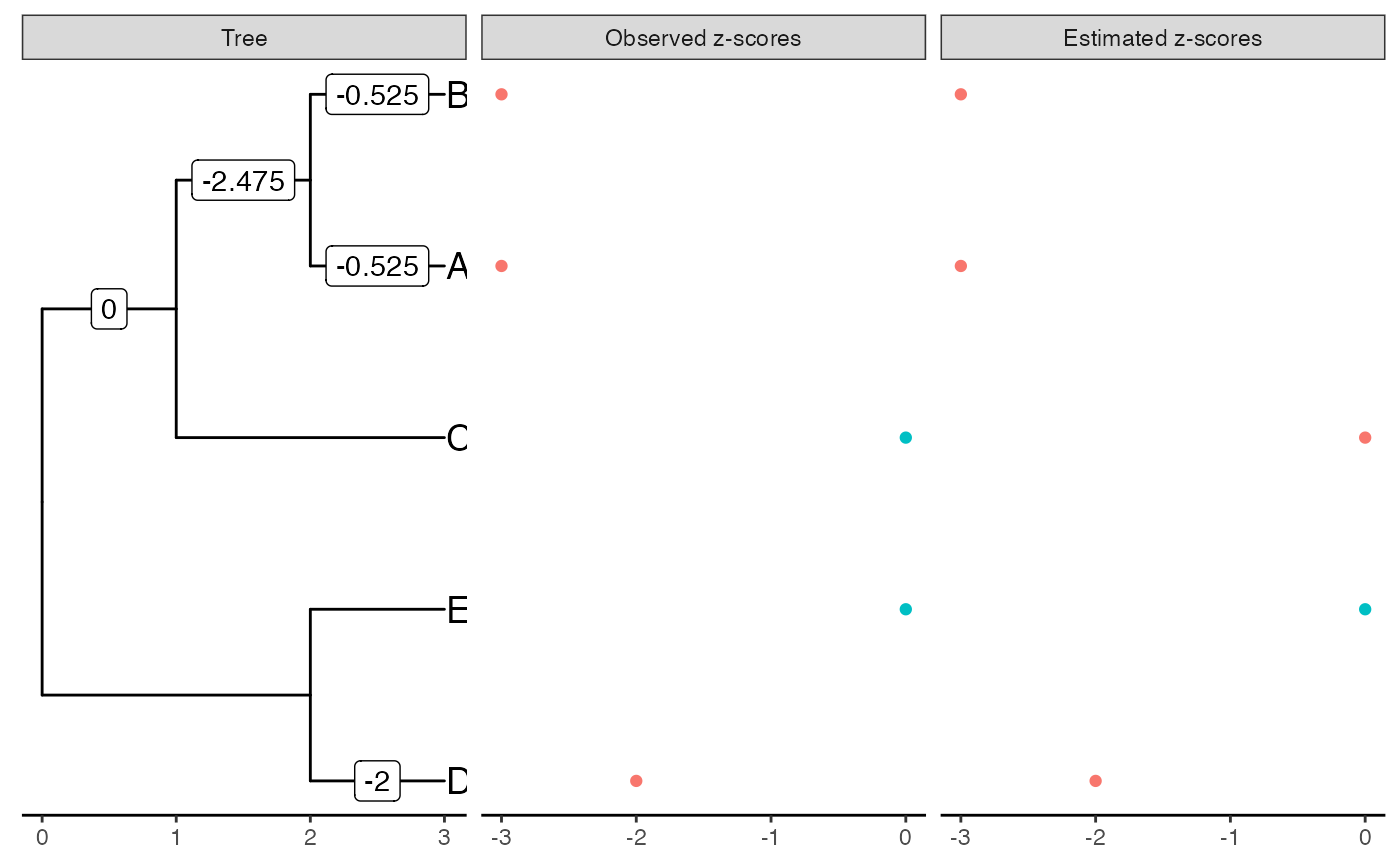 Tree Observed z-scores Estimated z-scores
-0.525 B
-2.475
-0.525 A
0
C
E
-2 D
0 1 2 3 -3 -2 -1 0 -3 -2 -1 0